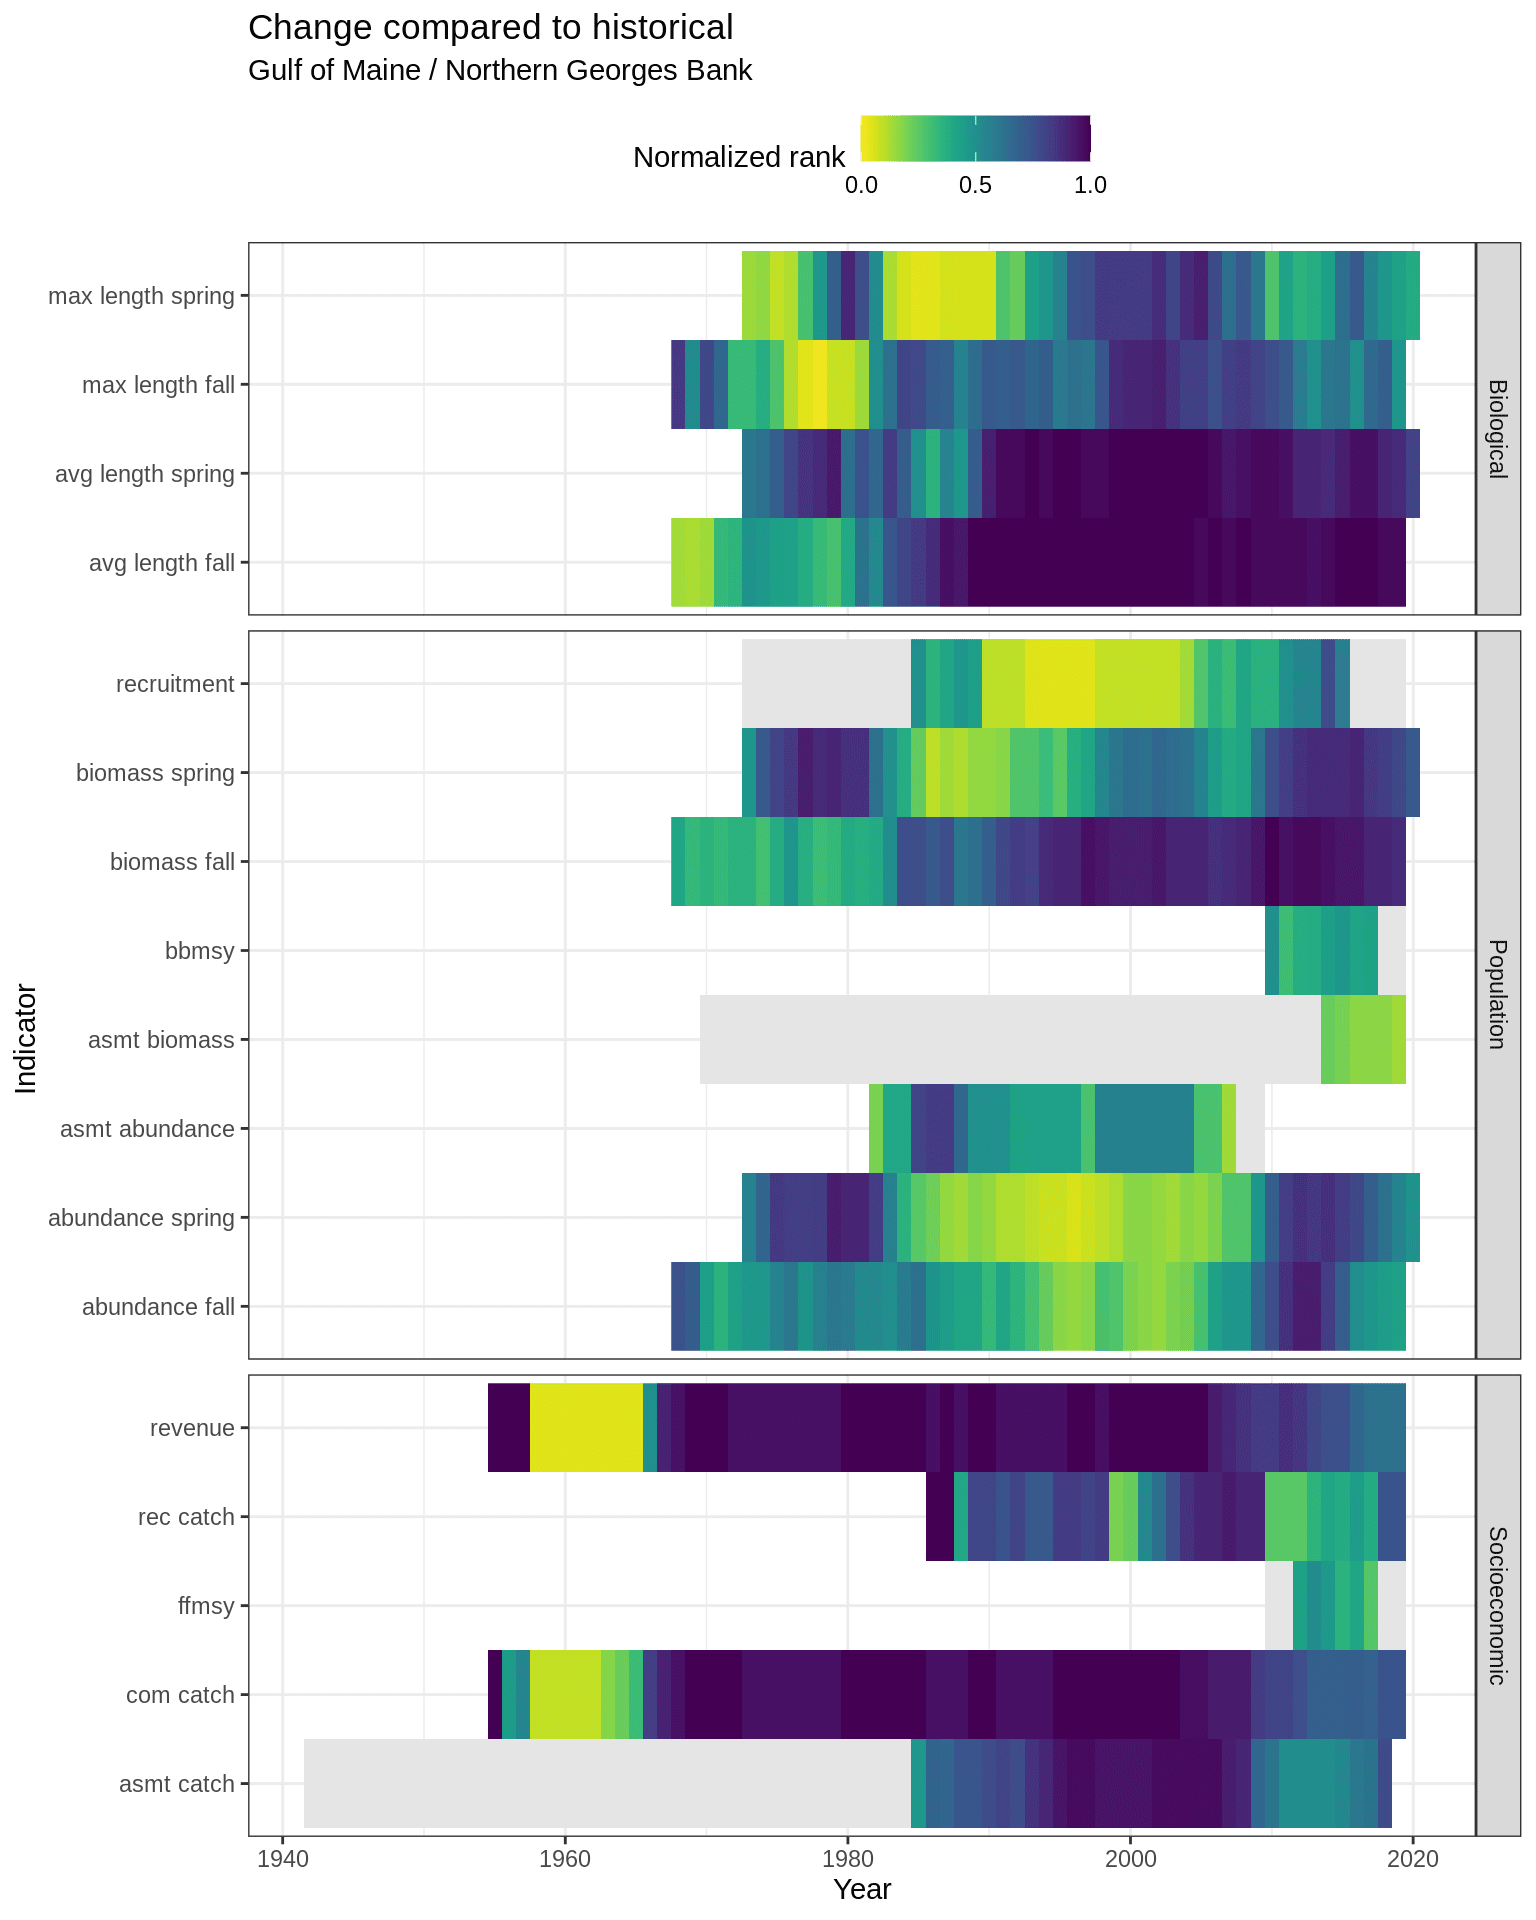 Change compared to historical
Gulf of Maine / Northern Georges Bank
Normalized rank
0.0 0.5 1.0
max length spring
max length fall
avg length spring
avg length fall
Biological
recruitment
biomass spring
biomass fall
bbmsy
asmt biomass
asmt abundance
abundance spring
abundance fall
Population
Indicator
revenue
rec catch
ffmsy
com catch
asmt catch
Socioeconomic
1940 1960 1980 2000 2020
Year